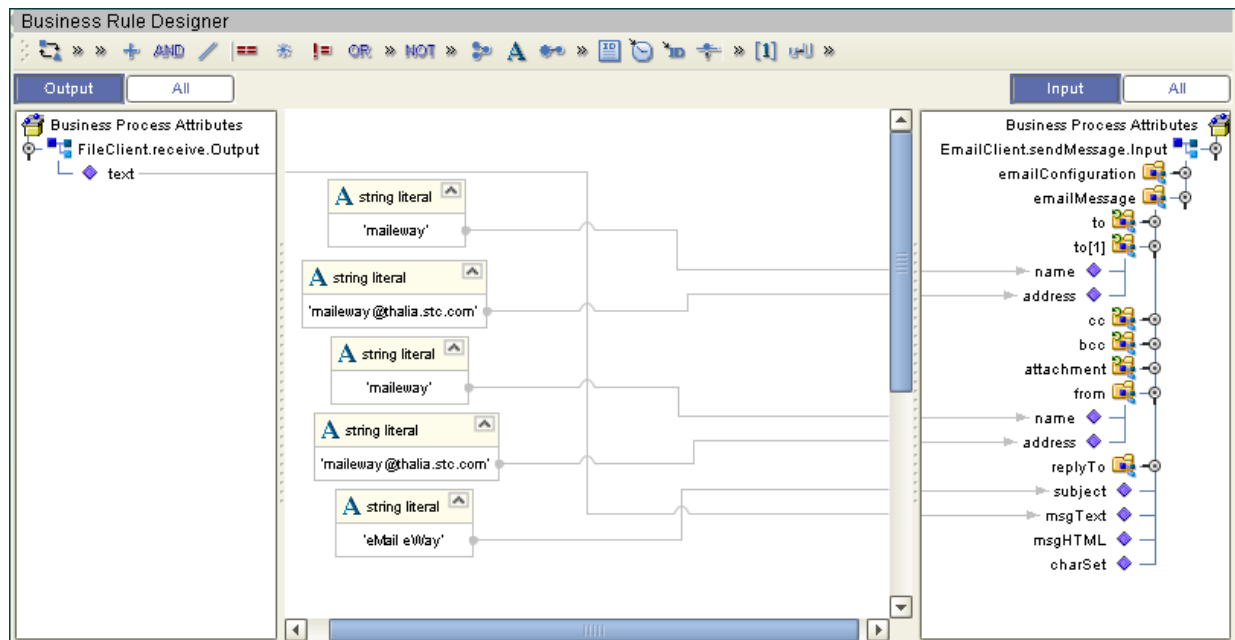 Business Rule Designer
» » AND == != OR » NOT » A » ID ID » [1] »
Output All
Input All
Business Process Attributes
FileClient.receive.Output
text
A string literal
'maileway'
A string literal
'maileway@thalia.stc.com'
A string literal
'maileway'
A string literal
'maileway@thalia.stc.com'
A string literal
'eMail eWay'
Business Process Attributes
EmailClient.sendMessage.Input
emailConfiguration
emailMessage
to
to[1]
name
address
cc
bcc
attachment
from
name
address
replyTo
subject
msgText
msgHTML
charSet